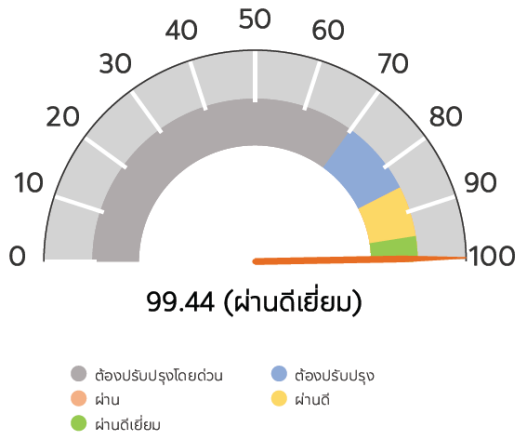 50
40
60
30
70
20
80
10
90
0
100
99.44 (ผ่านดีเยี่ยม)
ต้องปรับปรุงโดยด่วน
ต้องปรับปรุง
ผ่าน
ผ่านดี
ผ่านดีเยี่ยม